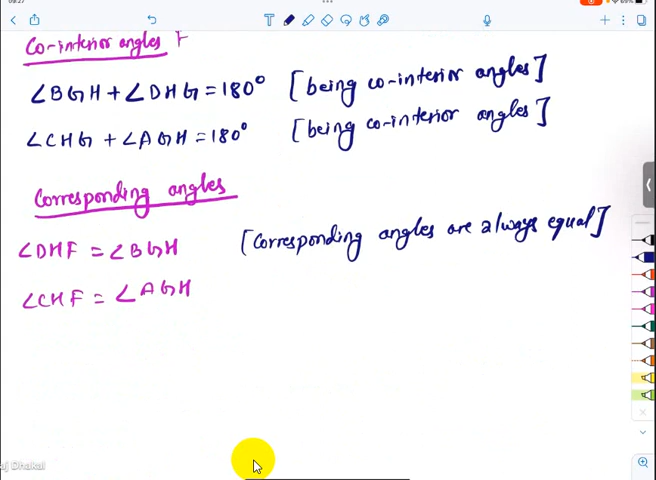 Co-interior angles
∠BGH + ∠DHG = 180° [being co-interior angles]
∠CHG + ∠AGH = 180° [being co-interior angles]
Corresponding angles
∠DHF = ∠BGH [Corresponding angles are always equal]
∠CHF = ∠AGH
Dhakal